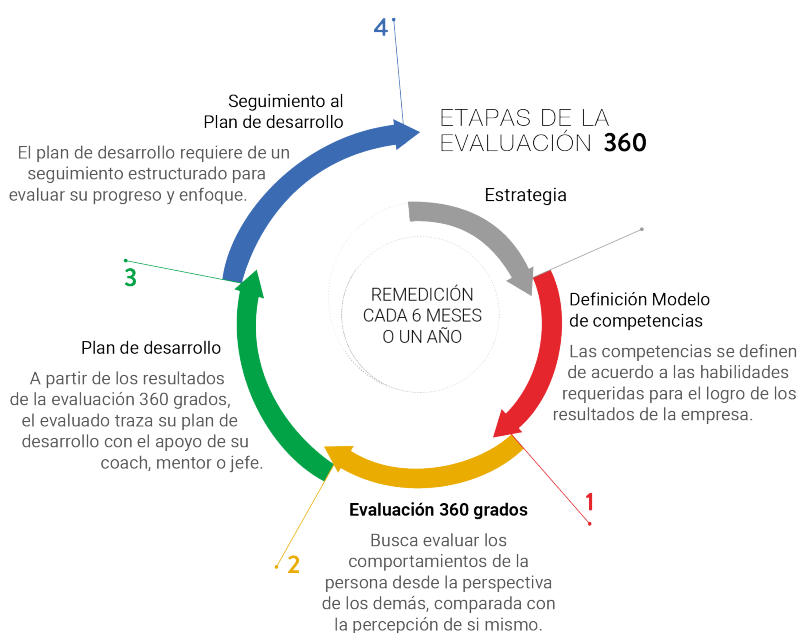 ETAPAS DE LA
EVALUACIÓN 360
Estrategia
1
Definición Modelo
de competencias
Las competencias se definen
de acuerdo a las habilidades
requeridas para el logro de los
resultados de la empresa.
2
Evaluación 360 grados
Busca evaluar los
comportamientos de la
persona desde la perspectiva
de los demás, comparada con
la percepción de si mismo.
3
Plan de desarrollo
A partir de los resultados
de la evaluación 360 grados,
el evaluado traza su plan de
desarrollo con el apoyo de su
coach, mentor o jefe.
4
Seguimiento al
Plan de desarrollo
El plan de desarrollo requiere de un
seguimiento estructurado para
evaluar su progreso y enfoque.
REMEDICIÓN
CADA 6 MESES
O UN AÑO